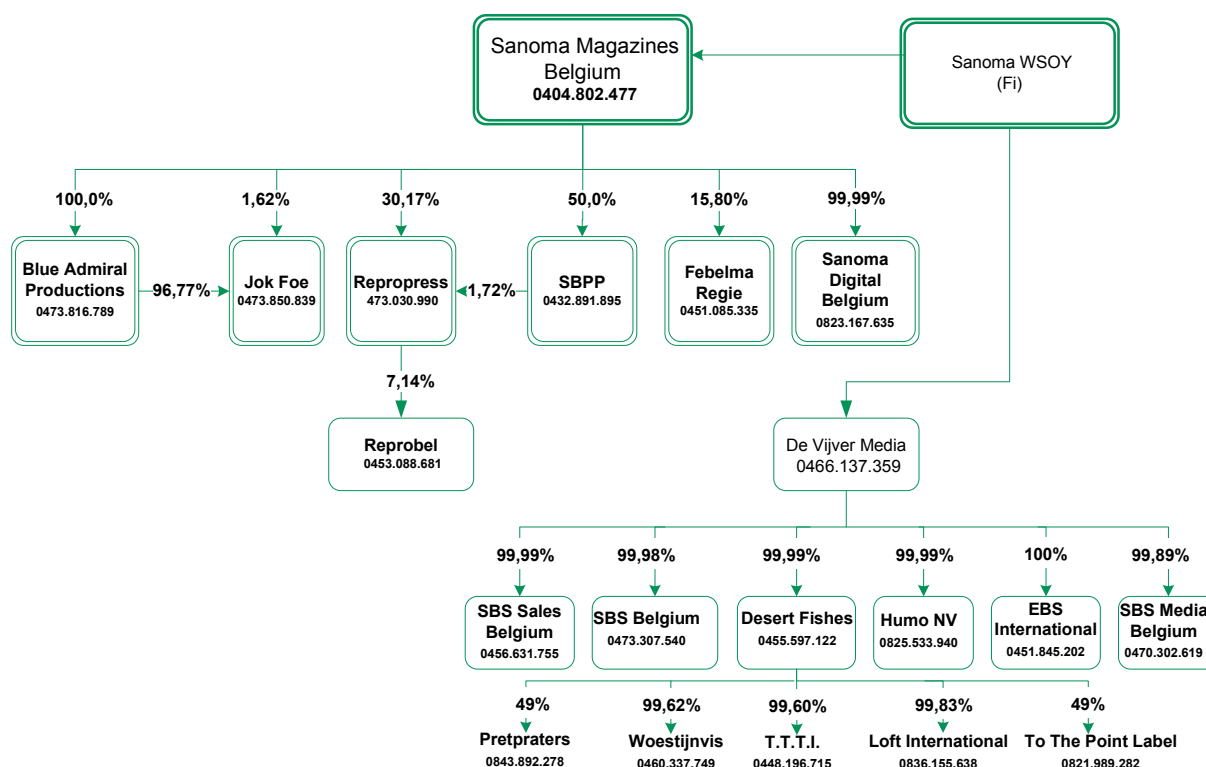 Sanoma Magazines
Belgium
0404.802.477
Sanoma WSOY
(Fi)
100,0%
1,62%
30,17%
50,0%
15,80%
99,99%
Blue Admiral
Productions
0473.816.789
96,77%
Jok Foe
0473.850.839
Repropress
473.030.990
1,72%
SBPP
0432.891.895
Febelma
Regie
0451.085.335
Sanoma
Digital
Belgium
0823.167.635
7,14%
Reprobel
0453.088.681
De Vijver Media
0466.137.359
99,99%
99,98%
99,99%
99,99%
100%
99,89%
SBS Sales
Belgium
0456.631.755
SBS Belgium
0473.307.540
Desert Fishes
0455.597.122
Humo NV
0825.533.940
EBS
International
0451.845.202
SBS Media
Belgium
0470.302.619
49%
99,62%
99,60%
99,83%
49%
Pretpraters
0843.892.278
Woestijnvis
0460.337.749
T.T.T.I.
0448.196.715
Loft International
0836.155.638
To The Point Label
0821.989.282